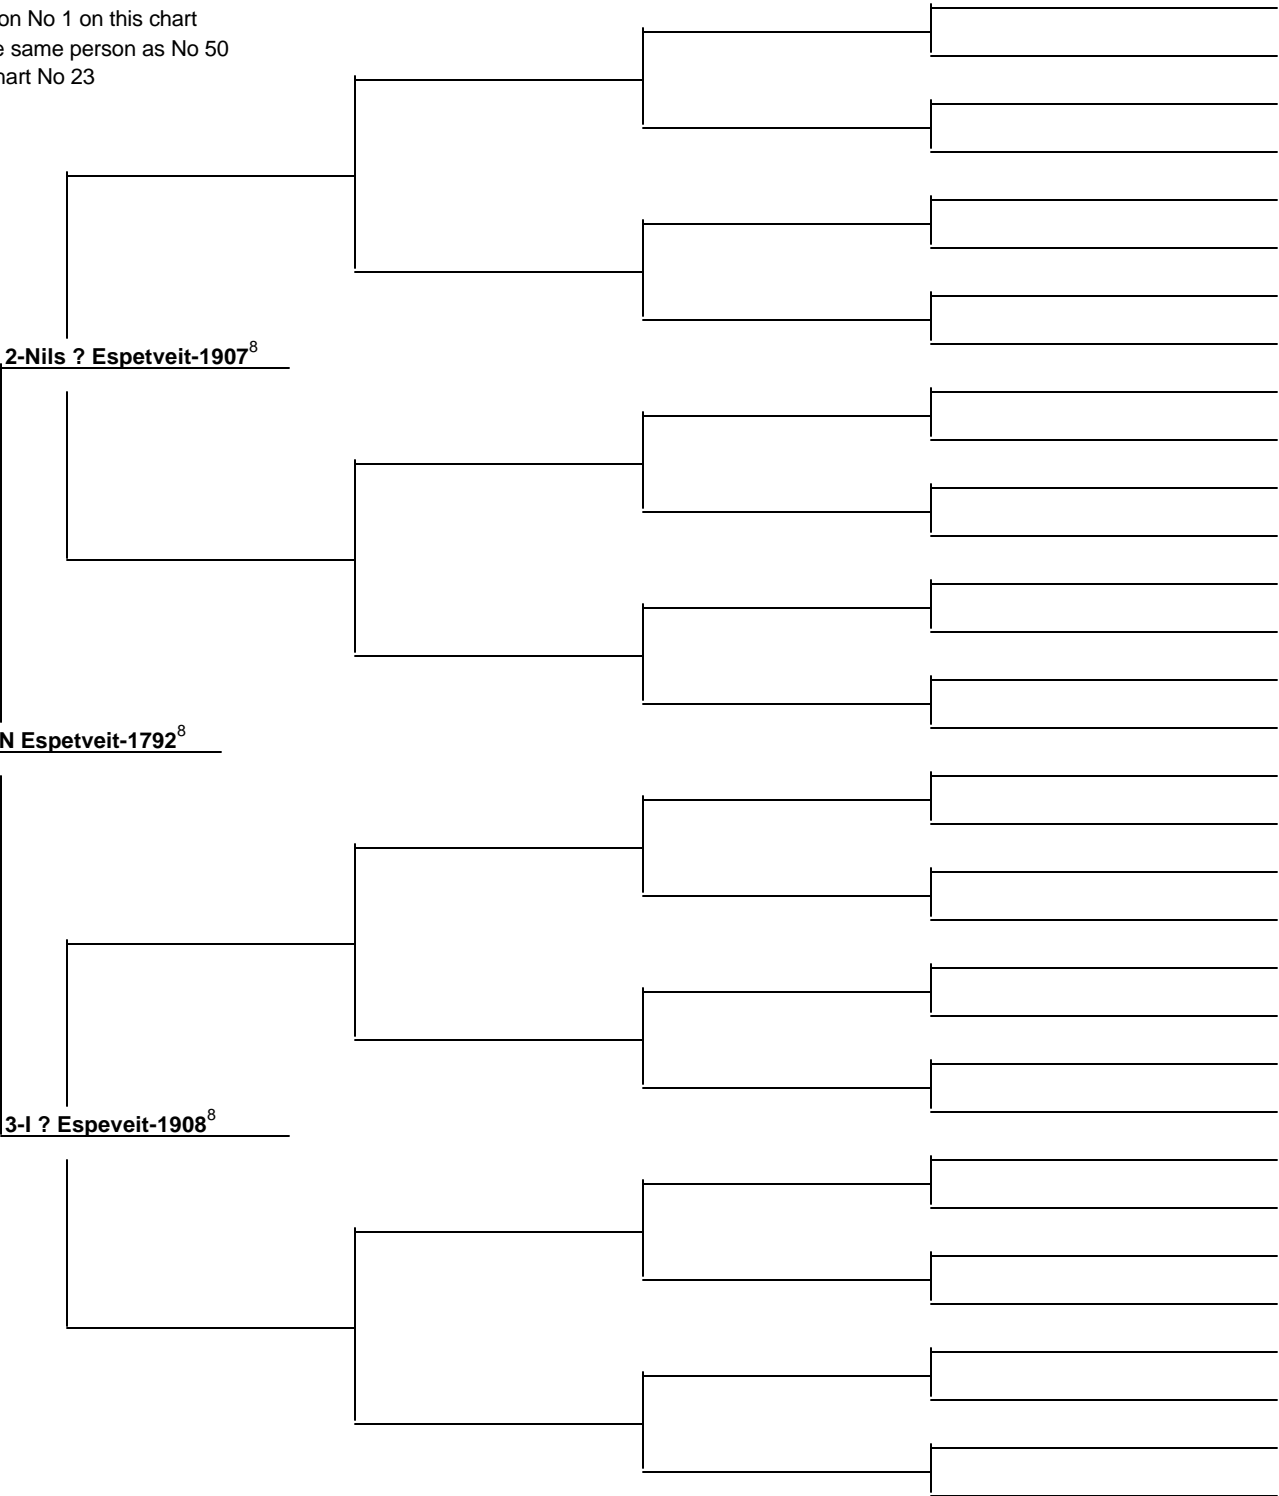 on No 1 on this chart
e same person as No 50
hart No 23
2-Nils ? Espetveit-1907⁸
N Espetveit-1792⁸
3-I ? Espeveit-1908⁸